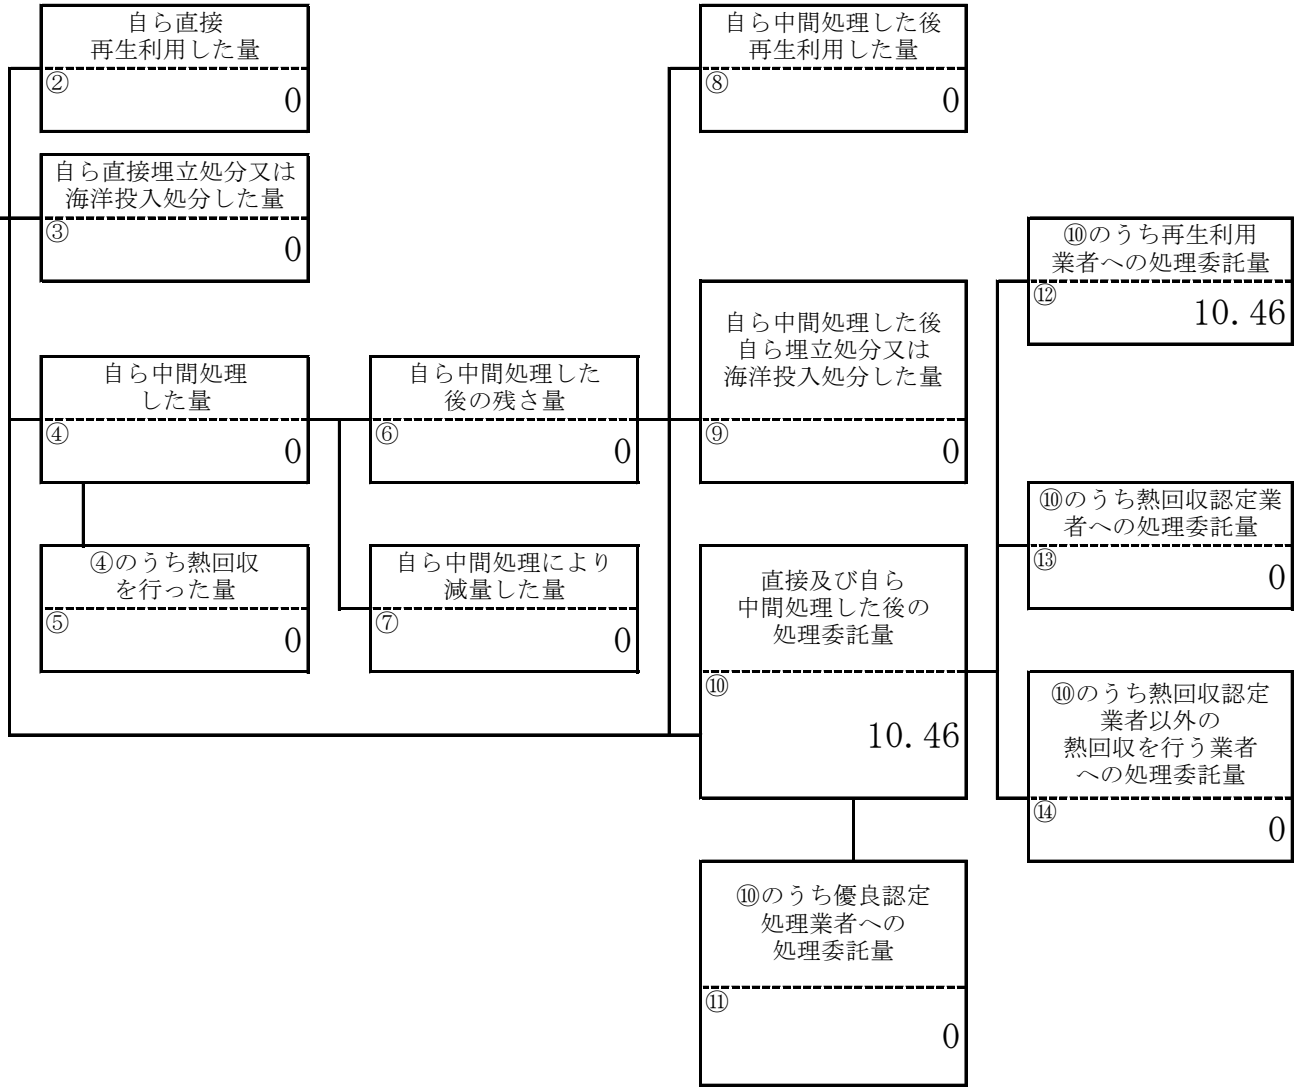 自ら直接
再生利用した量
②
0
自ら直接埋立処分又は
海洋投入処分した量
③
0
自ら中間処理
した量
④
0
④のうち熱回収
を行った量
⑤
0
自ら中間処理した
後の残さ量
⑥
0
自ら中間処理により
減量した量
⑦
0
自ら中間処理した後
再生利用した量
⑧
0
自ら中間処理した後
自ら埋立処分又は
海洋投入処分した量
⑨
0
直接及び自ら
中間処理した後の
処理委託量
⑩
10.46
⑩のうち優良認定
処理業者への
処理委託量
⑪
0
⑩のうち再生利用
業者への処理委託量
⑫
10.46
⑩のうち熱回収認定業
者への処理委託量
⑬
0
⑩のうち熱回収認定
業者以外の
熱回収を行う業者
への処理委託量
⑭
0